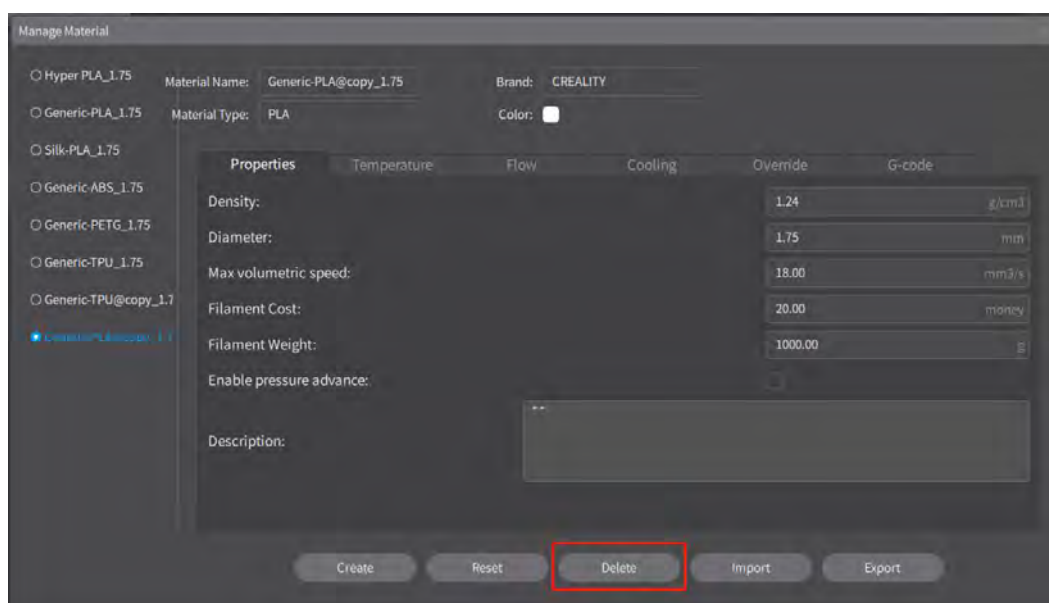 Manage Material
Hyper PLA_1.75
Generic-PLA_1.75
Silk-PLA_1.75
Generic-ABS_1.75
Generic-PETG_1.75
Generic-TPU_1.75
Generic-TPU@copy_1.7
Material Name: Generic-PLA@copy_1.75 Brand: CREALITY
Material Type: PLA Color:
Properties Temperature Flow Cooling Override G-code
Density: 1.24 g/cm3
Diameter: 1.75 mm
Max volumetric speed: 18.00 mm3/s
Filament Cost: 20.00 money
Filament Weight: 1000.00 g
Enable pressure advance:
Description: ""
Create Reset Delete Import Export